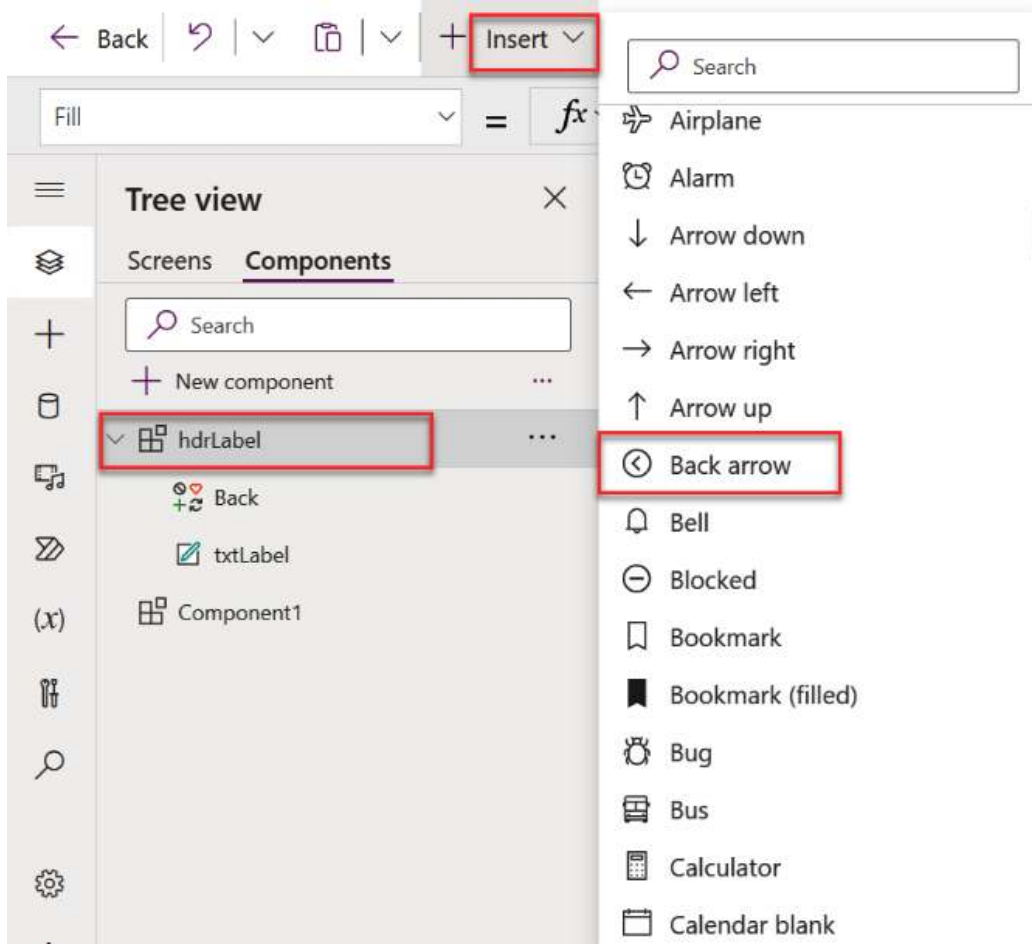 Back
Insert
Search
Fill
=
fx
Tree view
Screens
Components
Search
New component
hdrLabel
Back
txtLabel
Component1
(x)
Airplane
Alarm
Arrow down
Arrow left
Arrow right
Arrow up
Back arrow
Bell
Blocked
Bookmark
Bookmark (filled)
Bug
Bus
Calculator
Calendar blank